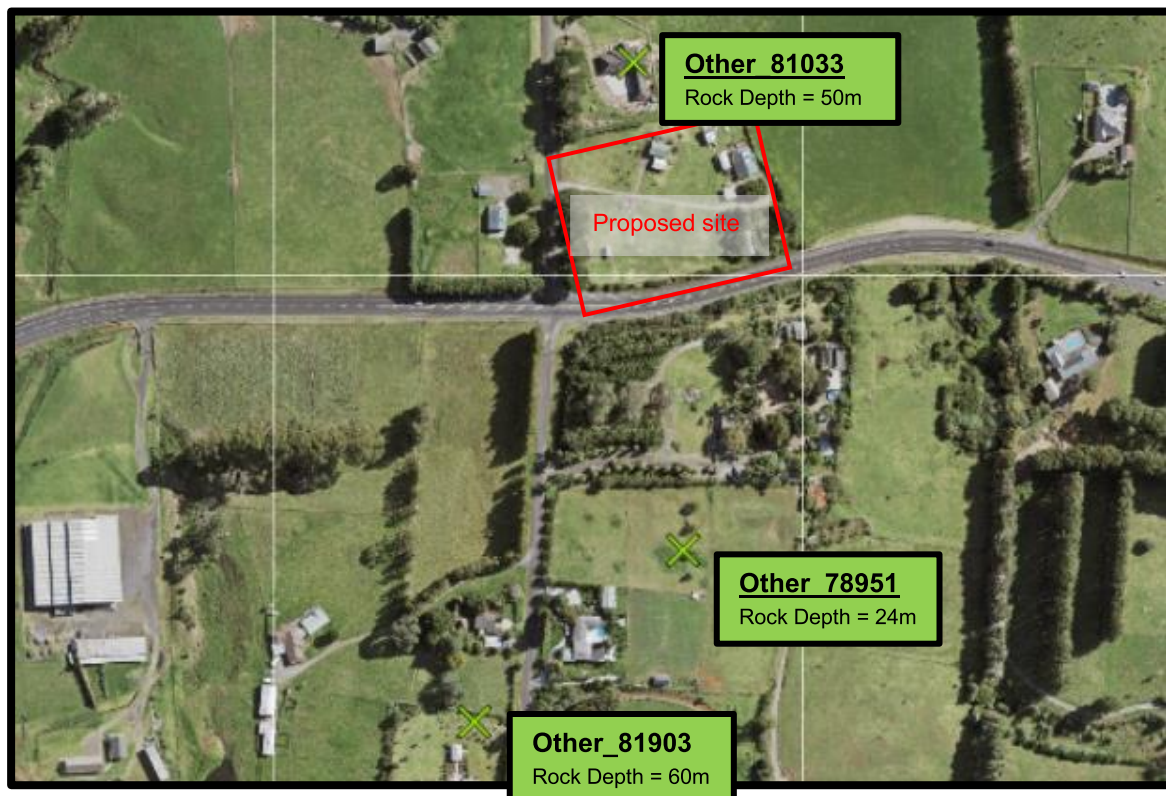 Other_81033
Rock Depth = 50m
Proposed site
Other_78951
Rock Depth = 24m
Other_81903
Rock Depth = 60m